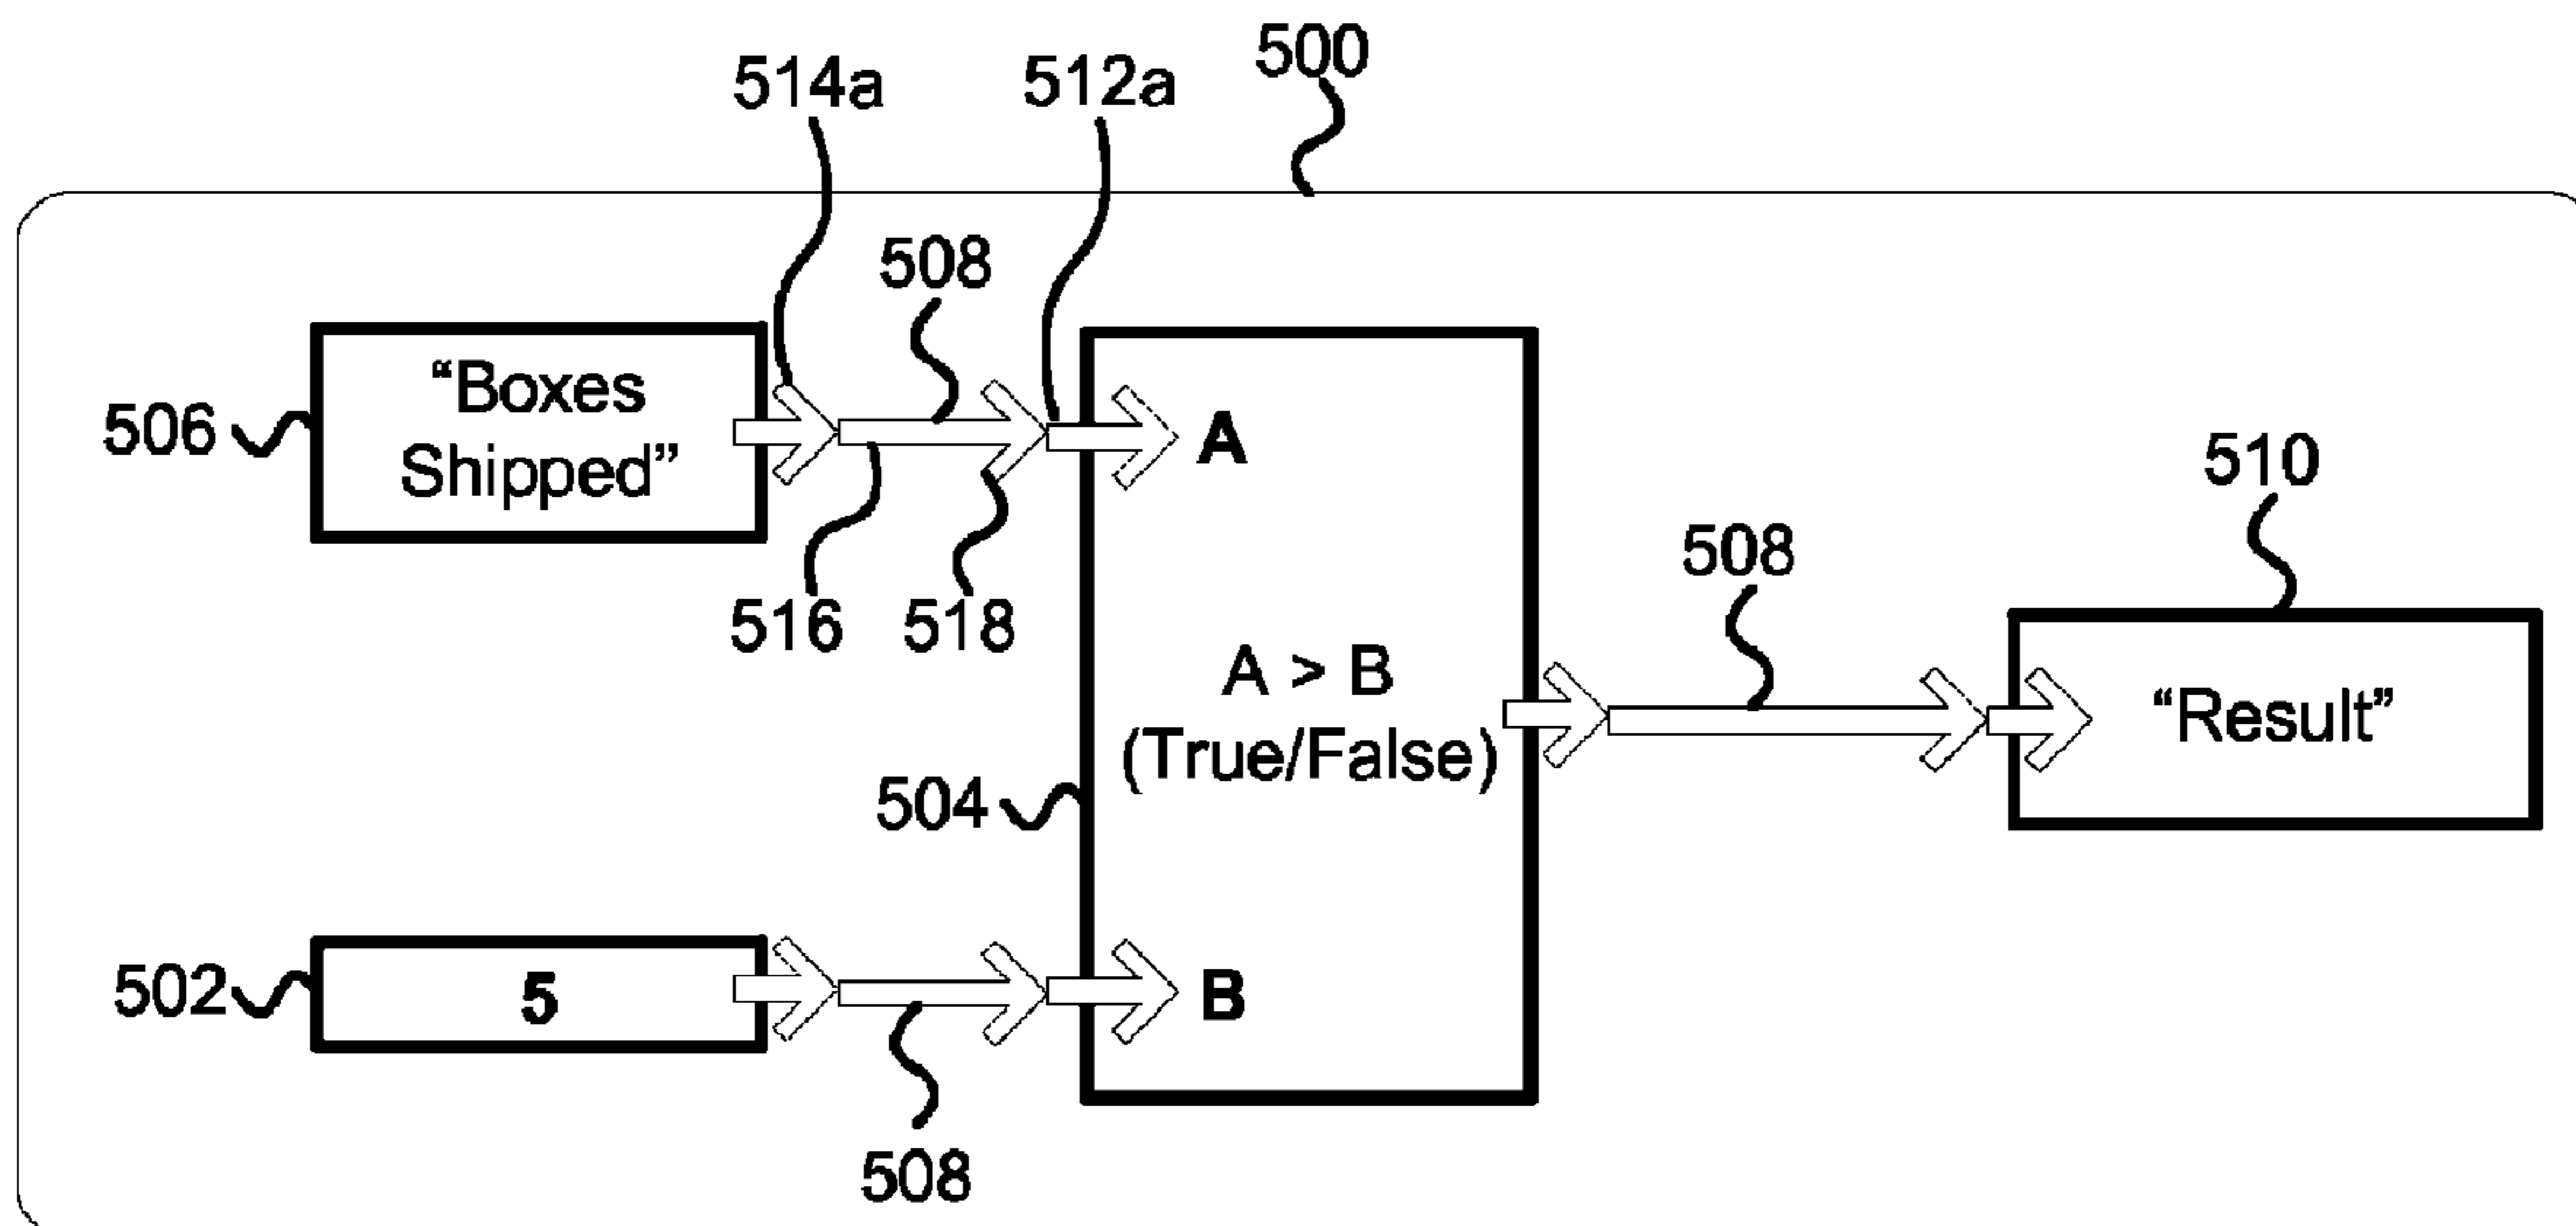 500
514a 512a
508
506 "Boxes
Shipped" A
516 518
510
508
A > B
(True/False)
"Result"
504
502 5 B
508